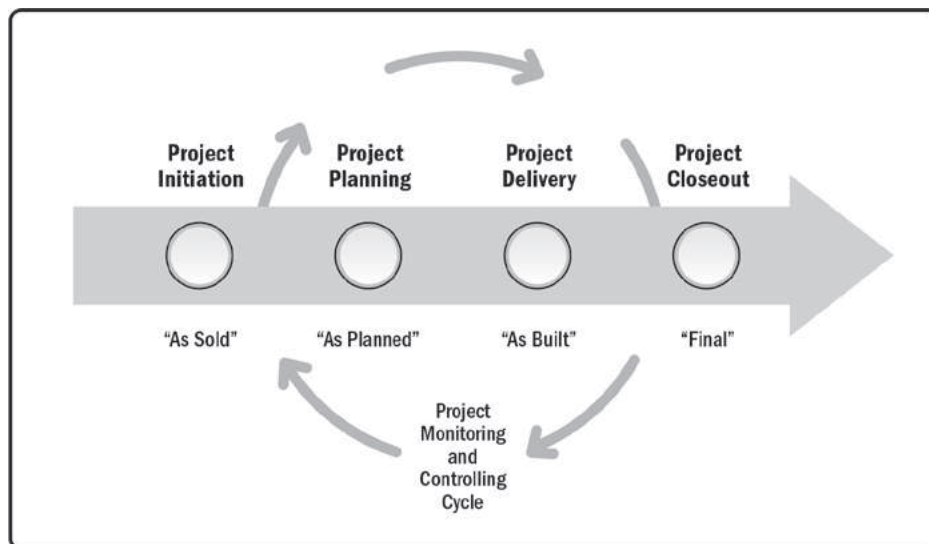 Project
Initiation
Project
Planning
Project
Delivery
Project
Closeout
“As Sold”
“As Planned”
“As Built”
“Final”
Project
Monitoring
and
Controlling
Cycle